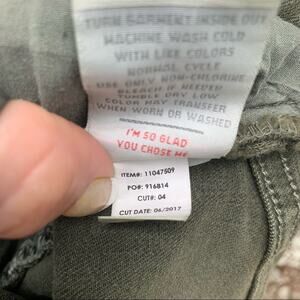 TURN GARMENT INSIDE OUT
MACHINE WASH COLD
WITH LIKE COLORS
NORMAL CYCLE
USE ONLY NON-CHLORINE
BLEACH IF NEEDED
TUMBLE DRY LOW
COLOR MAY TRANSFER
WHEN WORN OR WASHED
I'M SO GLAD
YOU CHOSE ME
ITEM#: 11047509
PO#: 916814
CUT#: 04
CUT DATE: 06/2017